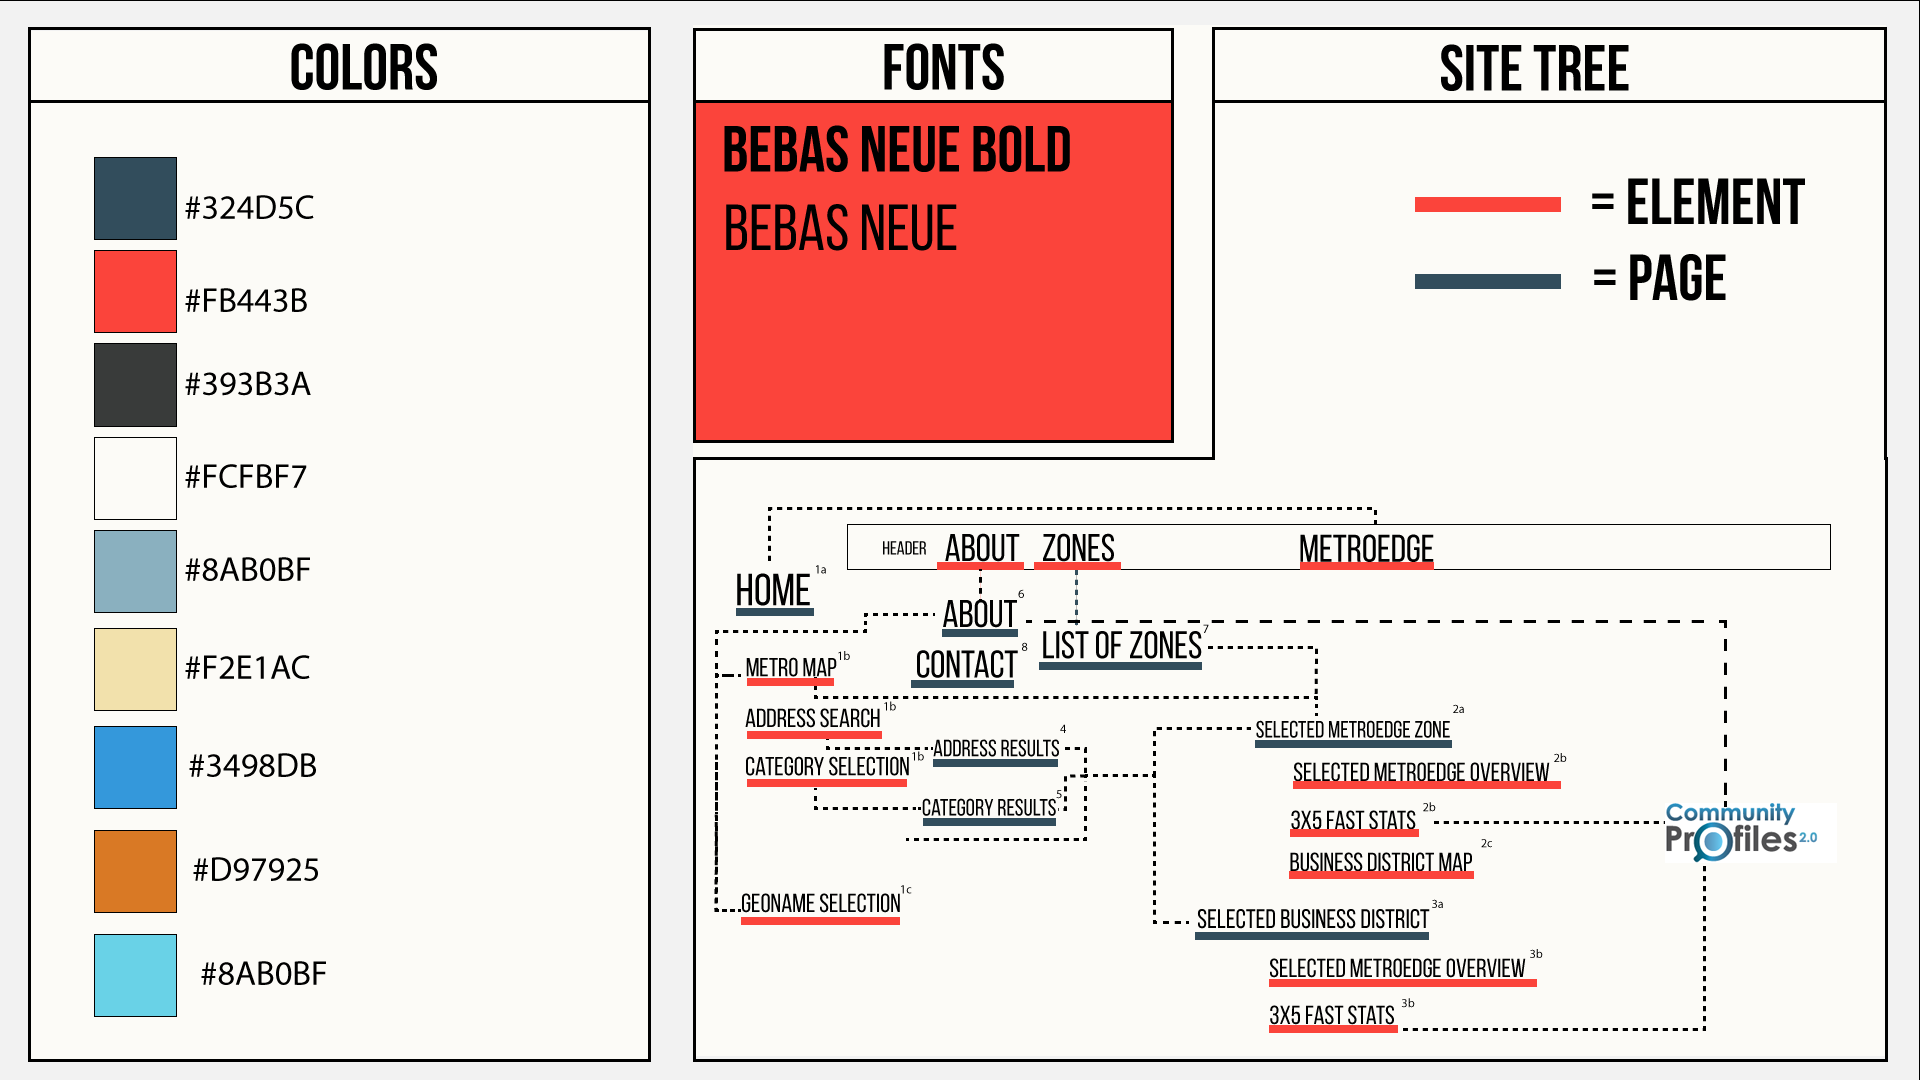 COLORS
#324D5C
#FB443B
#393B3A
#FCFBF7
#8AB0BF
#F2E1AC
#3498DB
#D97925
#8AB0BF
FONTS
BEBAS NEUE BOLD
BEBAS NEUE
SITE TREE
= ELEMENT
= PAGE
HEADER ABOUT ZONES METROEDGE
HOME 1a
ABOUT 6
LIST OF ZONES 7
CONTACT 8
METRO MAP 1b
ADDRESS SEARCH 1b
ADDRESS RESULTS 4
CATEGORY SELECTION 1b
CATEGORY RESULTS 5
GEONAME SELECTION 1c
SELECTED METROEDGE ZONE 2a
SELECTED METROEDGE OVERVIEW 2b
3X5 FAST STATS 2b
BUSINESS DISTRICT MAP 2c
Community
Profiles 2.0
SELECTED BUSINESS DISTRICT 3a
SELECTED METROEDGE OVERVIEW 3b
3X5 FAST STATS 3b